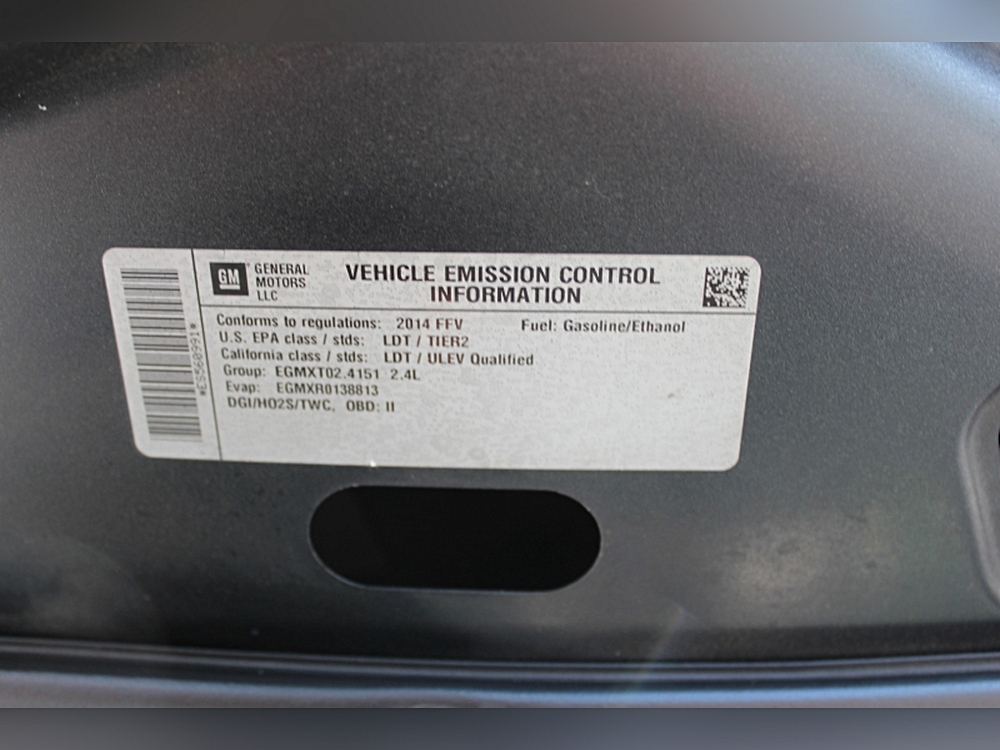 GM GENERAL MOTORS LLC
VEHICLE EMISSION CONTROL
INFORMATION
Conforms to regulations: 2014 FFV Fuel: Gasoline/Ethanol
U.S. EPA class / stds: LDT / TIER2
California class / stds: LDT / ULEV Qualified
Group: EGMXT02.4151 2.4L
Evap: EGMXR0138813
DGI/HO2S/TWC, OBD: II
*ES560991*